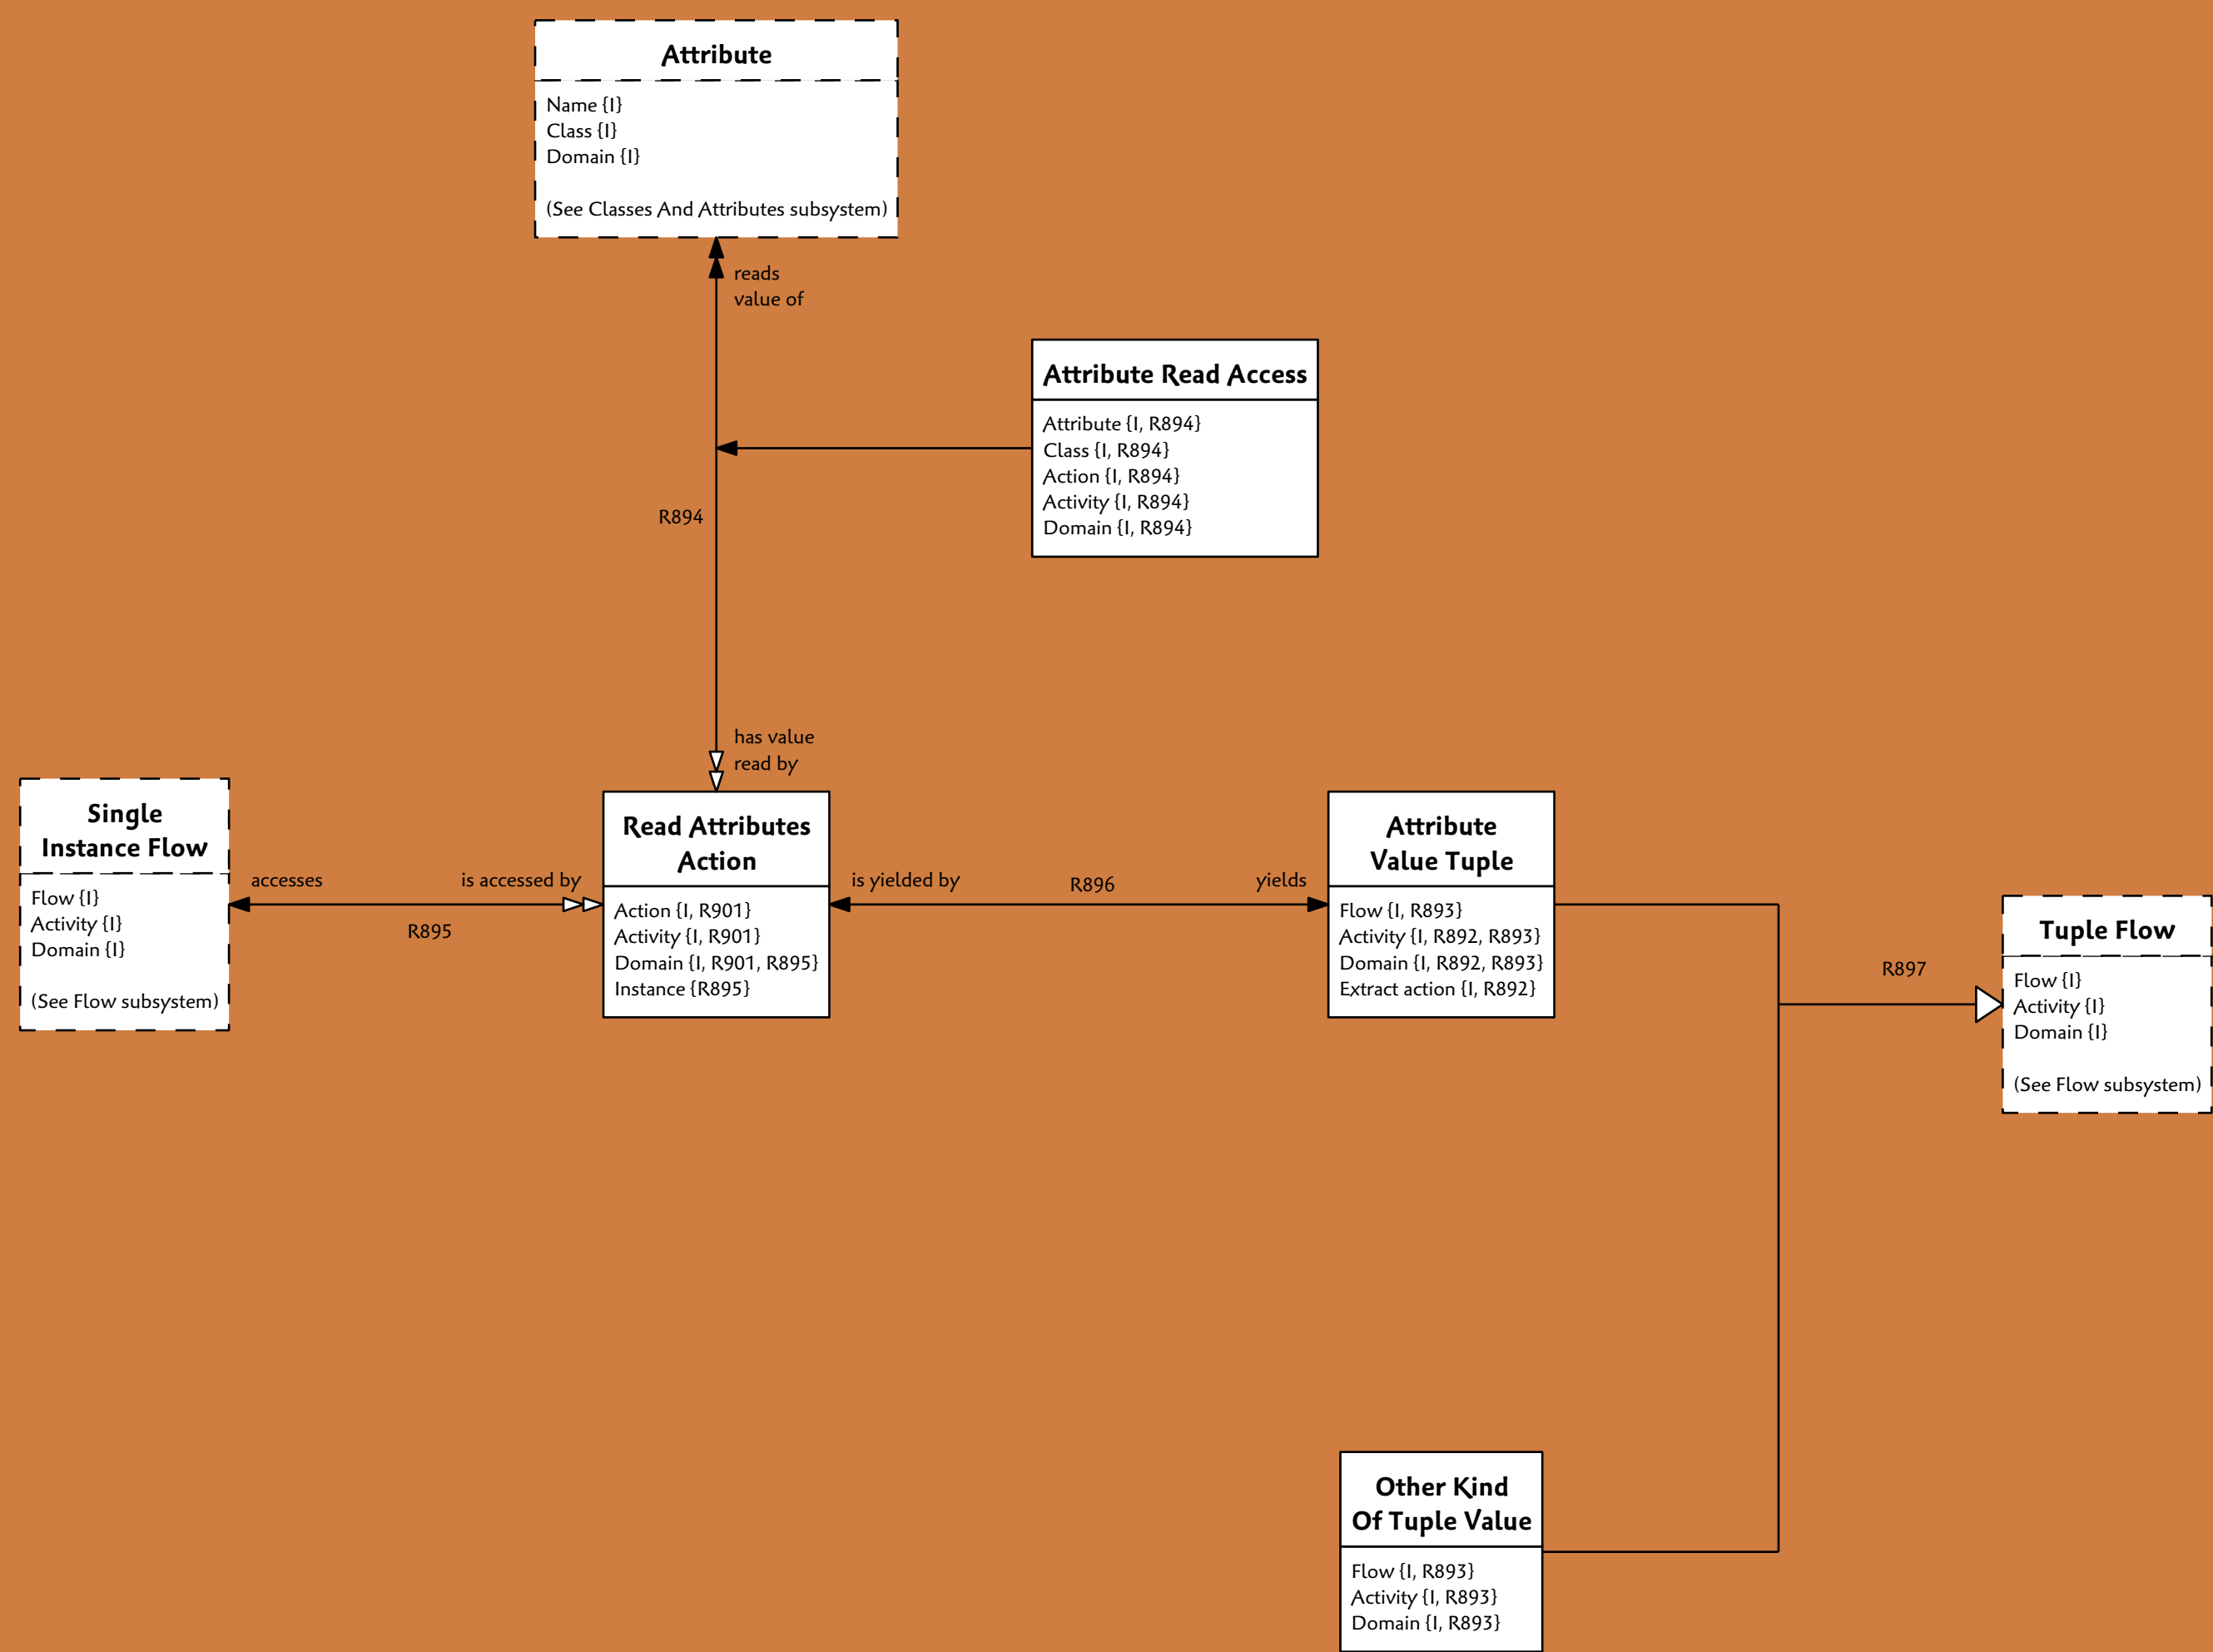 Attribute
Name {I}
Class {I}
Domain {I}
(See Classes And Attributes subsystem)
reads
value of
Attribute Read Access
Attribute {I, R894}
Class {I, R894}
Action {I, R894}
Activity {I, R894}
Domain {I, R894}
R894
has value
read by
Single
Instance Flow
Flow {I}
Activity {I}
Domain {I}
(See Flow subsystem)
accesses
is accessed by
R895
Read Attributes
Action
Action {I, R901}
Activity {I, R901}
Domain {I, R901, R895}
Instance {R895}
is yielded by
R896
yields
Attribute
Value Tuple
Flow {I, R893}
Activity {I, R892, R893}
Domain {I, R892, R893}
Extract action {I, R892}
R897
Tuple Flow
Flow {I}
Activity {I}
Domain {I}
(See Flow subsystem)
Other Kind
Of Tuple Value
Flow {I, R893}
Activity {I, R893}
Domain {I, R893}